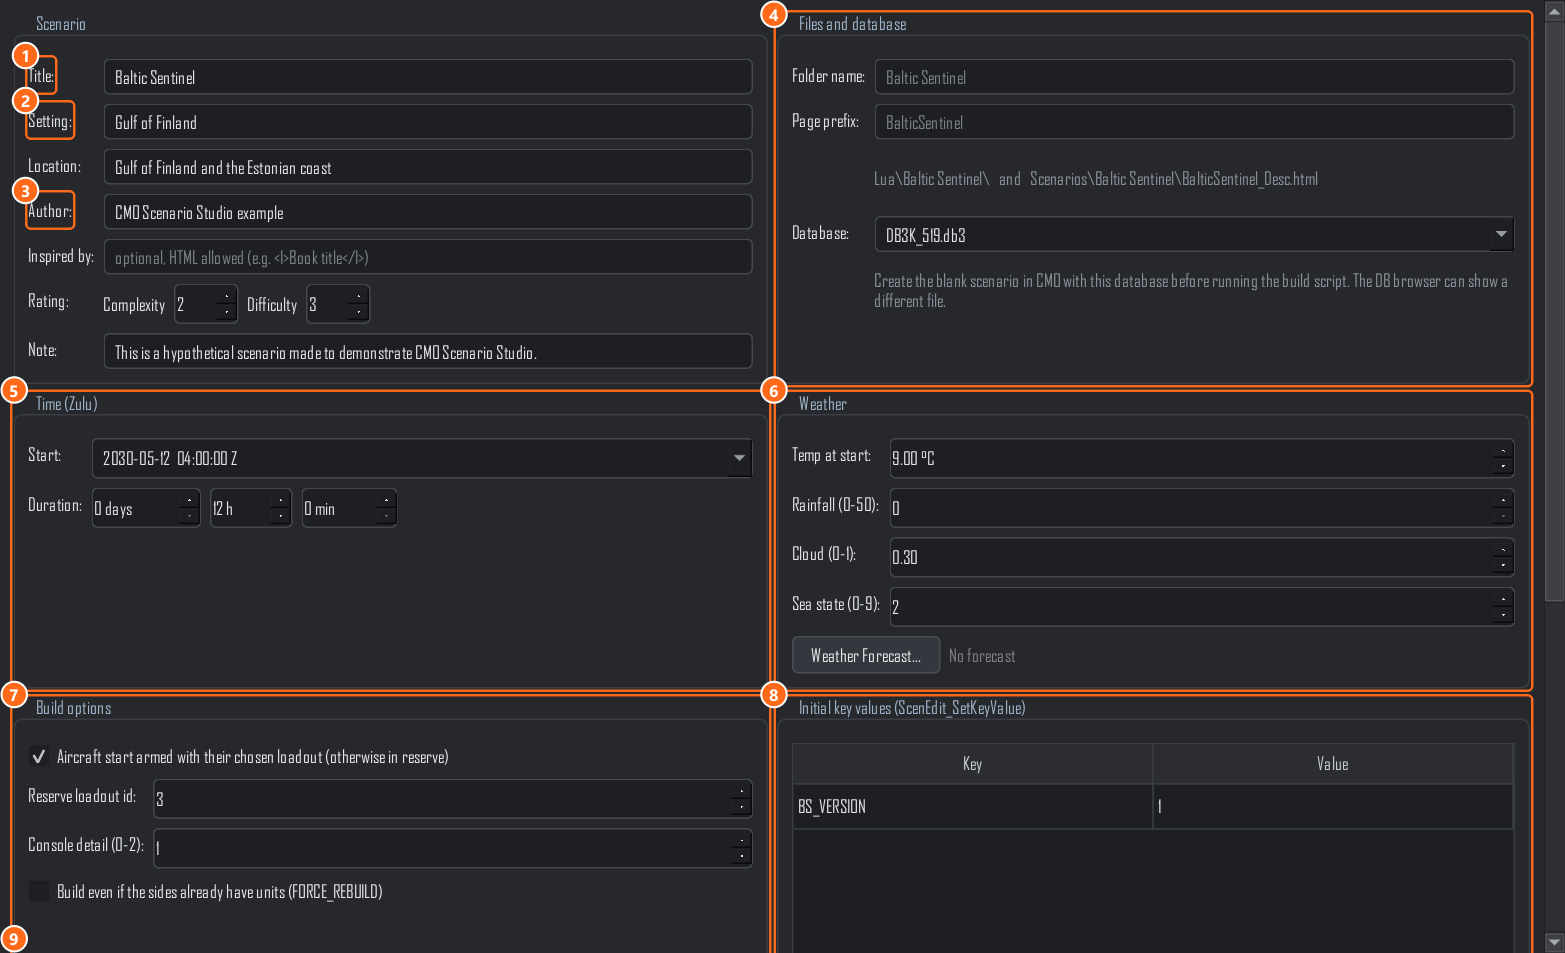 Scenario
1
Title:
Baltic Sentinel
2
Setting:
Gulf of Finland
Location:
Gulf of Finland and the Estonian coast
3
Author:
CMO Scenario Studio example
Inspired by:
optional, HTML allowed (e.g. <I>Book title</I>)
Rating:
Complexity
2
Difficulty
3
Note:
This is a hypothetical scenario made to demonstrate CMO Scenario Studio.
4
Files and database
Folder name:
Baltic Sentinel
Page prefix:
BalticSentinel
Lua\Baltic Sentinel\ and Scenarios\Baltic Sentinel\BalticSentinel_Desc.html
Database:
DB3K_519.db3
Create the blank scenario in CMO with this database before running the build script. The DB browser can show a
different file.
5
Time (Zulu)
Start:
2030-05-12 04:00:00 Z
Duration:
0 days
12 h
0 min
6
Weather
Temp at start:
9.00 °C
Rainfall (0-50):
0
Cloud (0-1):
0.30
Sea state (0-9):
2
Weather Forecast...
No forecast
7
Build options
Aircraft start armed with their chosen loadout (otherwise in reserve)
Reserve loadout id:
3
Console detail (0-2):
1
Build even if the sides already have units (FORCE_REBUILD)
8
Initial key values (ScenEdit_SetKeyValue)
Key
Value
BS_VERSION
1
9